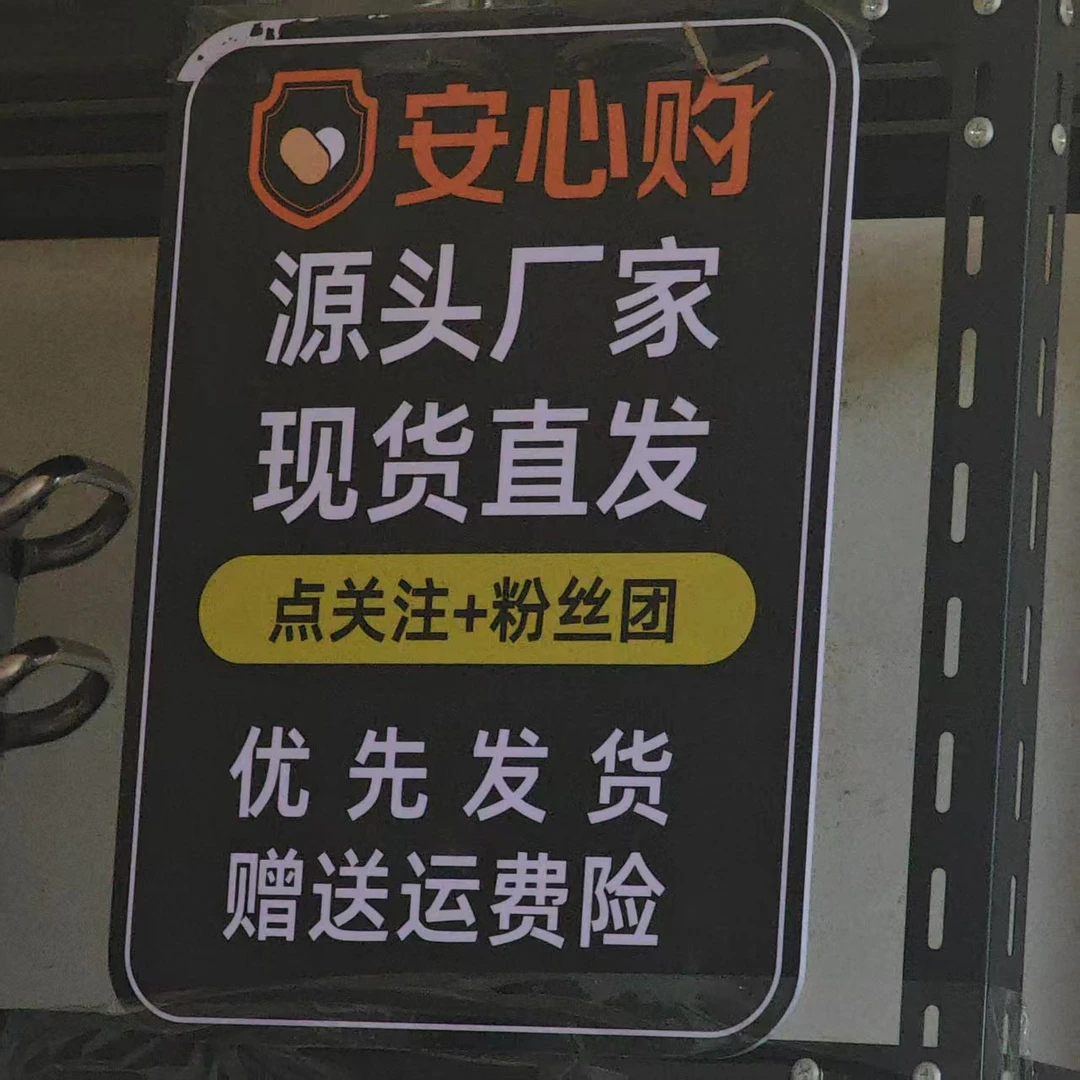 安心购
源头厂家
现货直发
点关注+粉丝团
优先发货
赠送运费险